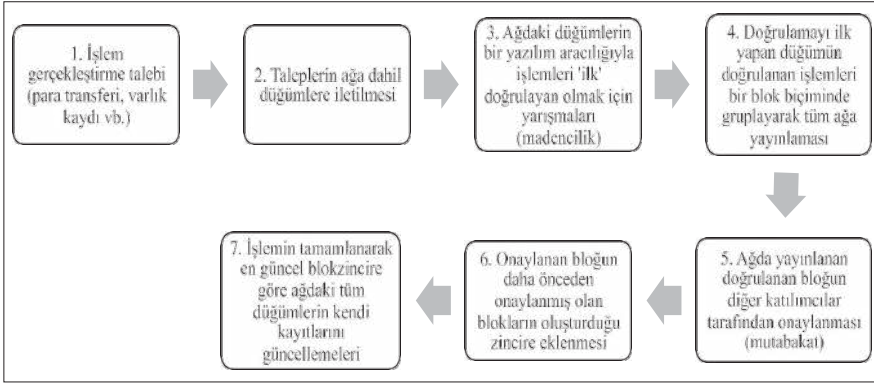 1. İşlem
gerçekleştirme talebi
(para transferi, varlık
kaydı vb.)
2. Taleplerin ağa dahil
düğümlere iletilmesi
3. Ağdaki düğümlerin
bir yazılım aracılığıyla
işlemleri 'ilk'
doğrulayan olmak için
yarışmaları
(madencilik)
4. Doğrulamayı ilk
yapan düğümün
doğrulanan işlemleri
bir blok biçiminde
gruplayarak tüm ağa
yayınlaması
5. Ağda yayınlanan
doğrulanan bloğun
diğer katılımcılar
tarafından onaylanması
(mutabakat)
6. Onaylanan bloğun
daha önceden
onaylanmış olan
blokların oluşturduğu
zincire eklenmesi
7. İşlemin tamamlanarak
en güncel blokzincire
göre ağdaki tüm
düğümlerin kendi
kayıtlarını
güncellemeleri